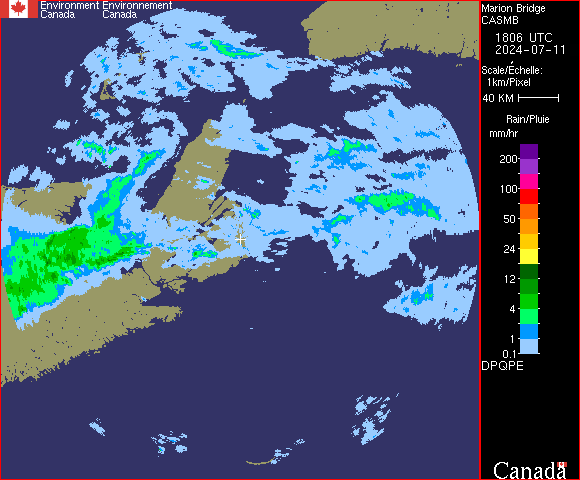 Environment Environnement
Canada Canada
Marion Bridge
CASMB
1806 UTC
2024-07-11
Scale/Echelle:
1km/Pixel
40 KM
Rain/Pluie
mm/hr
200
100
50
24
12
4
1
0.1
DPQPE
Canada